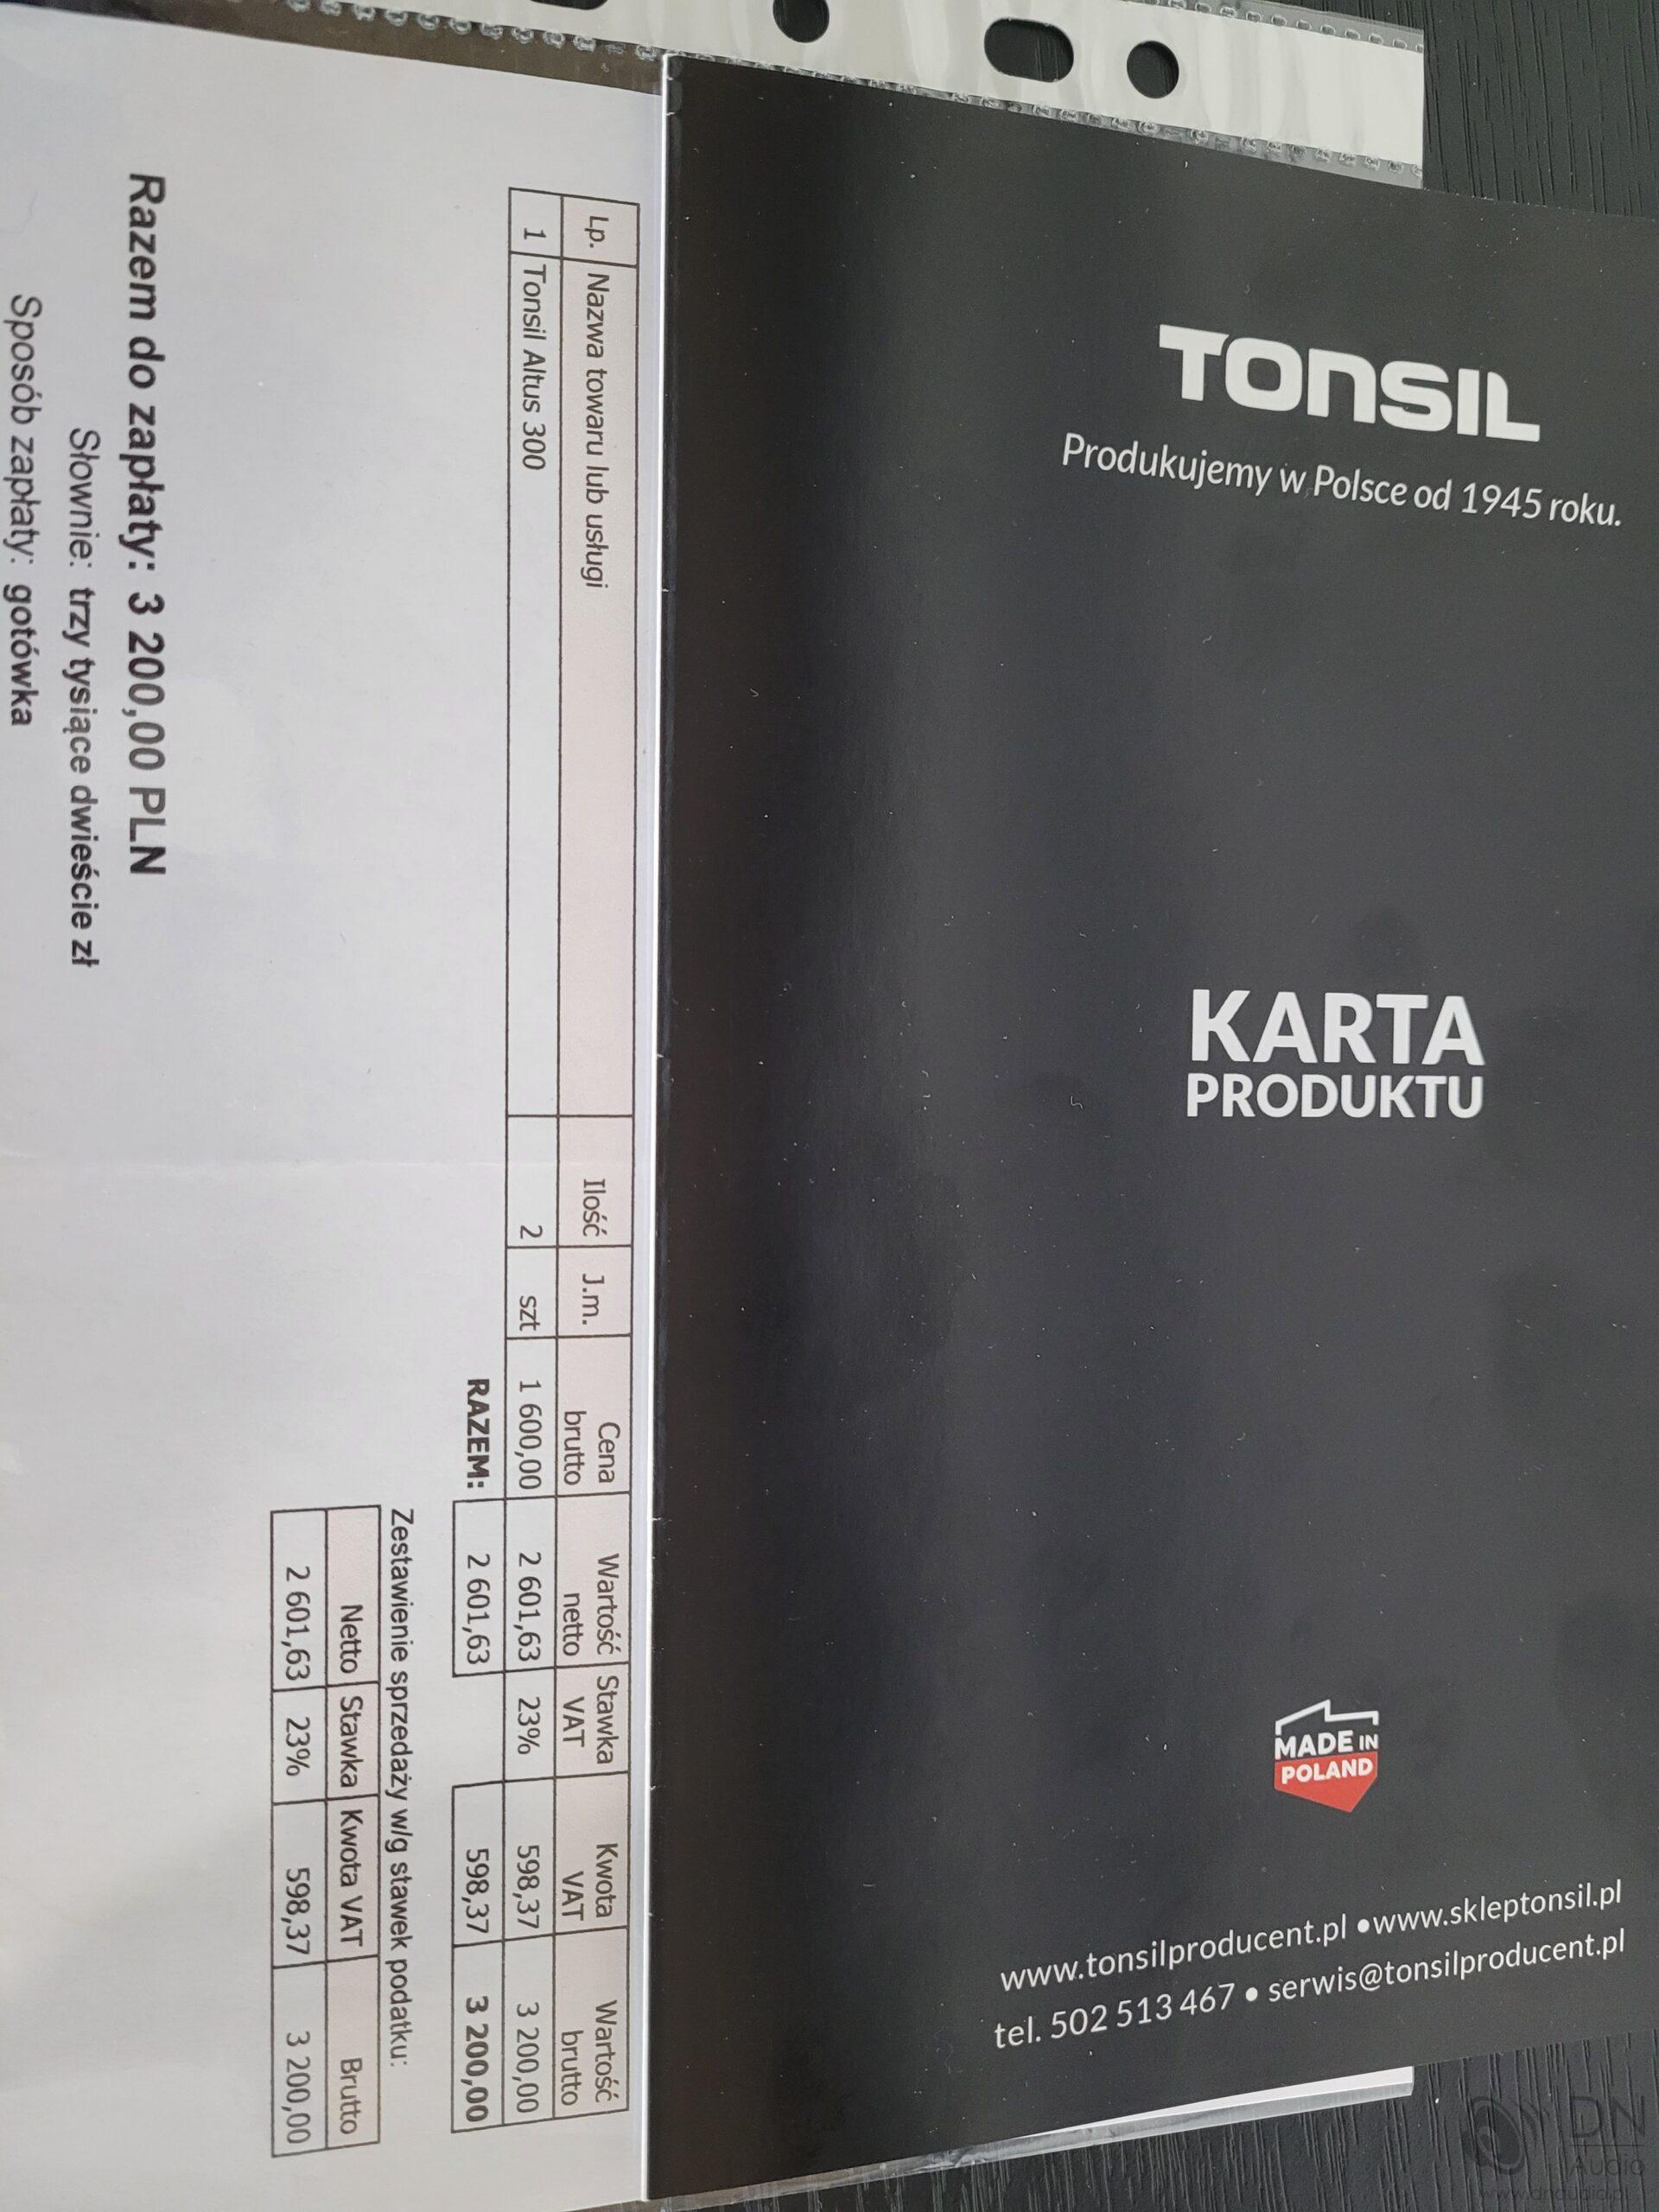 TONSIL
Produkujemy w Polsce od 1945 roku.
KARTA
PRODUKTU
MADE IN
POLAND
www.tonsilproducent.pl •www.skleptonsil.pl
tel. 502 513 467 • serwis@tonsilproducent.pl
Lp. Nazwa towaru lub usługi Ilość J.m. Cena brutto Wartość netto Stawka VAT Kwota VAT Wartość brutto
1 Tonsil Altus 300 2 szt 1 600,00 2 601,63 23% 598,37 3 200,00
RAZEM: 2 601,63 598,37 3 200,00
Zestawienie sprzedaży w/g stawek podatku:
Netto Stawka Kwota VAT Brutto
2 601,63 23% 598,37 3 200,00
Razem do zapłaty: 3 200,00 PLN
Słownie: trzy tysiące dwieście zł
Sposób zapłaty: gotówka
DN
Audio
www.dnaudio.pl